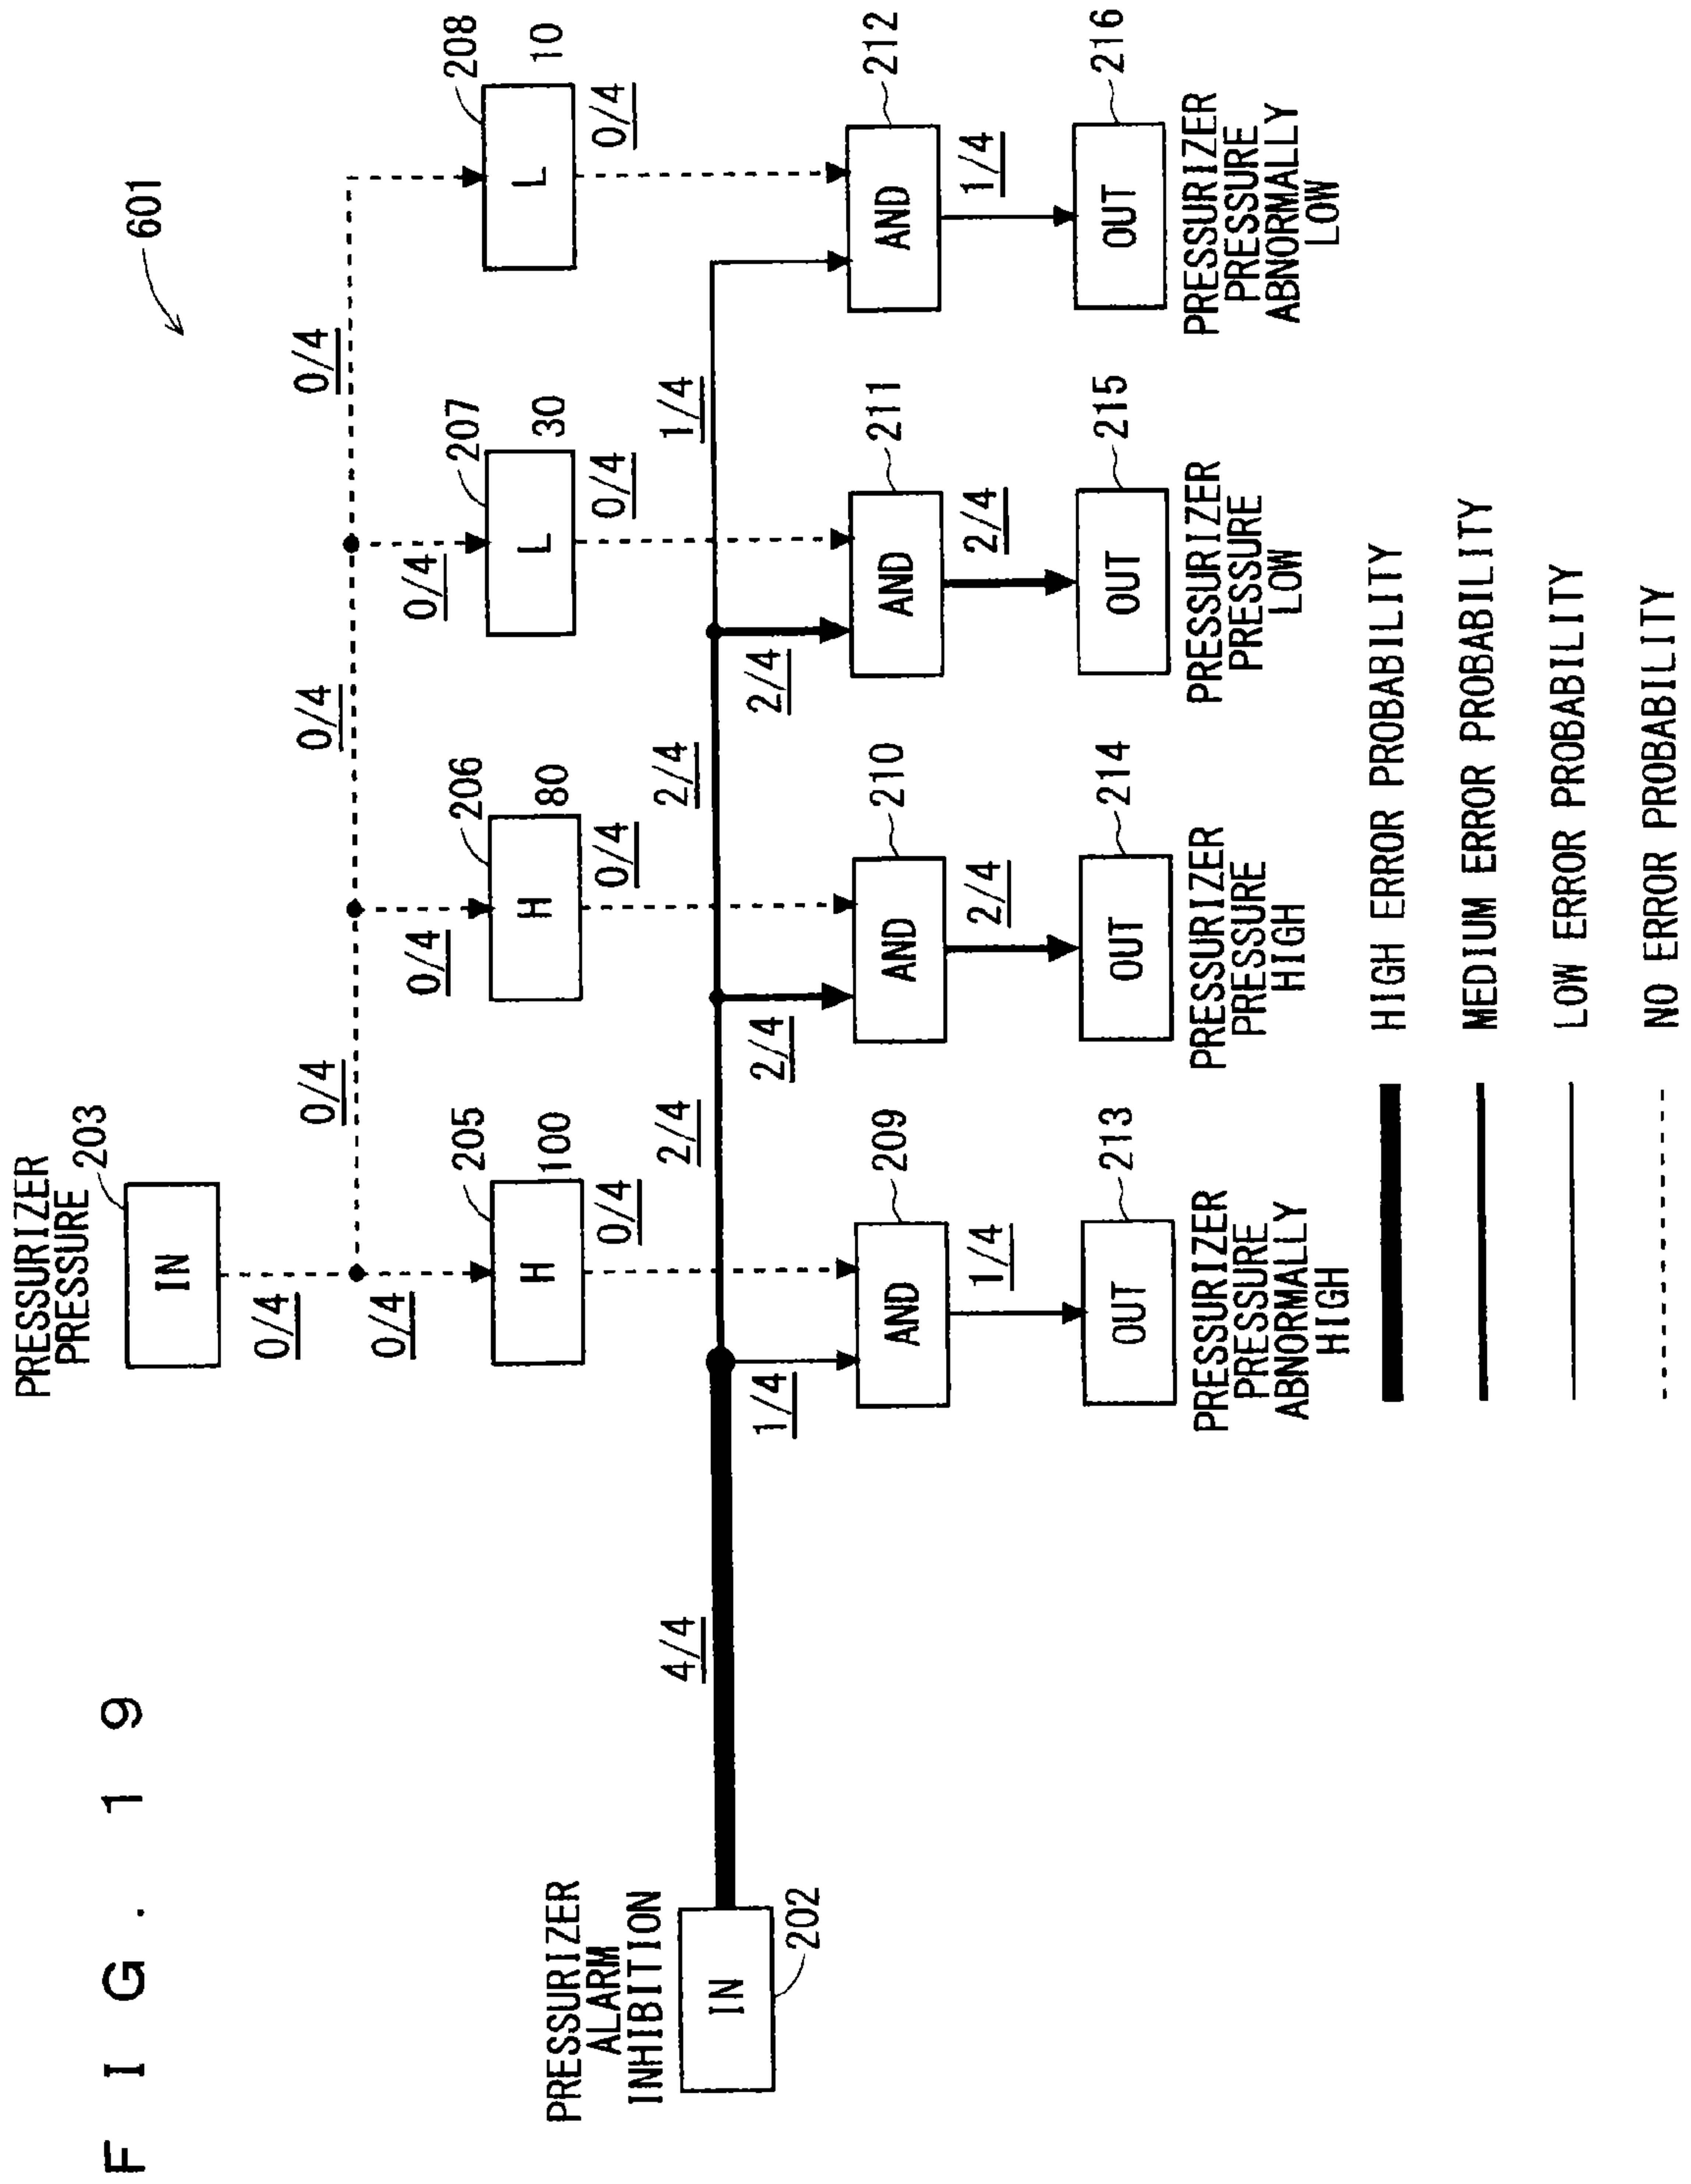 FIG. 19
601
PRESSURIZER
PRESSURE
203
IN
0/4
0/4
0/4
0/4
0/4
0/4
0/4
205
H
100
0/4
206
H
80
0/4
207
L
30
0/4
208
L
10
0/4
PRESSURIZER
ALARM
INHIBITION
IN
202
4/4
2/4
2/4
1/4
1/4
2/4
2/4
AND
209
AND
210
AND
211
AND
212
1/4
2/4
2/4
1/4
OUT
213
OUT
214
OUT
215
OUT
216
PRESSURIZER
PRESSURE
ABNORMALLY
HIGH
PRESSURIZER
PRESSURE
HIGH
PRESSURIZER
PRESSURE
LOW
PRESSURIZER
PRESSURE
ABNORMALLY
LOW
HIGH ERROR PROBABILITY
MEDIUM ERROR PROBABILITY
LOW ERROR PROBABILITY
NO ERROR PROBABILITY